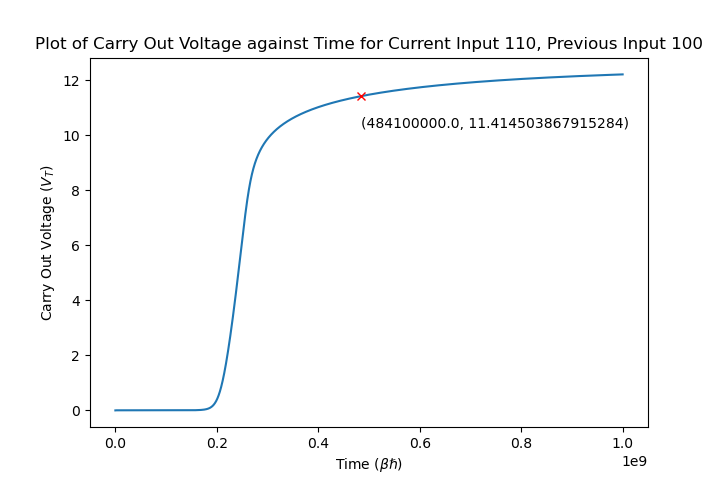 Plot of Carry Out Voltage against Time for Current Input 110, Previous Input 100
12
10
8
6
4
2
0
Carry Out Voltage (V_T)
(484100000.0, 11.414503867915284)
0.0 0.2 0.4 0.6 0.8 1.0
1e9
Time (βℏ)